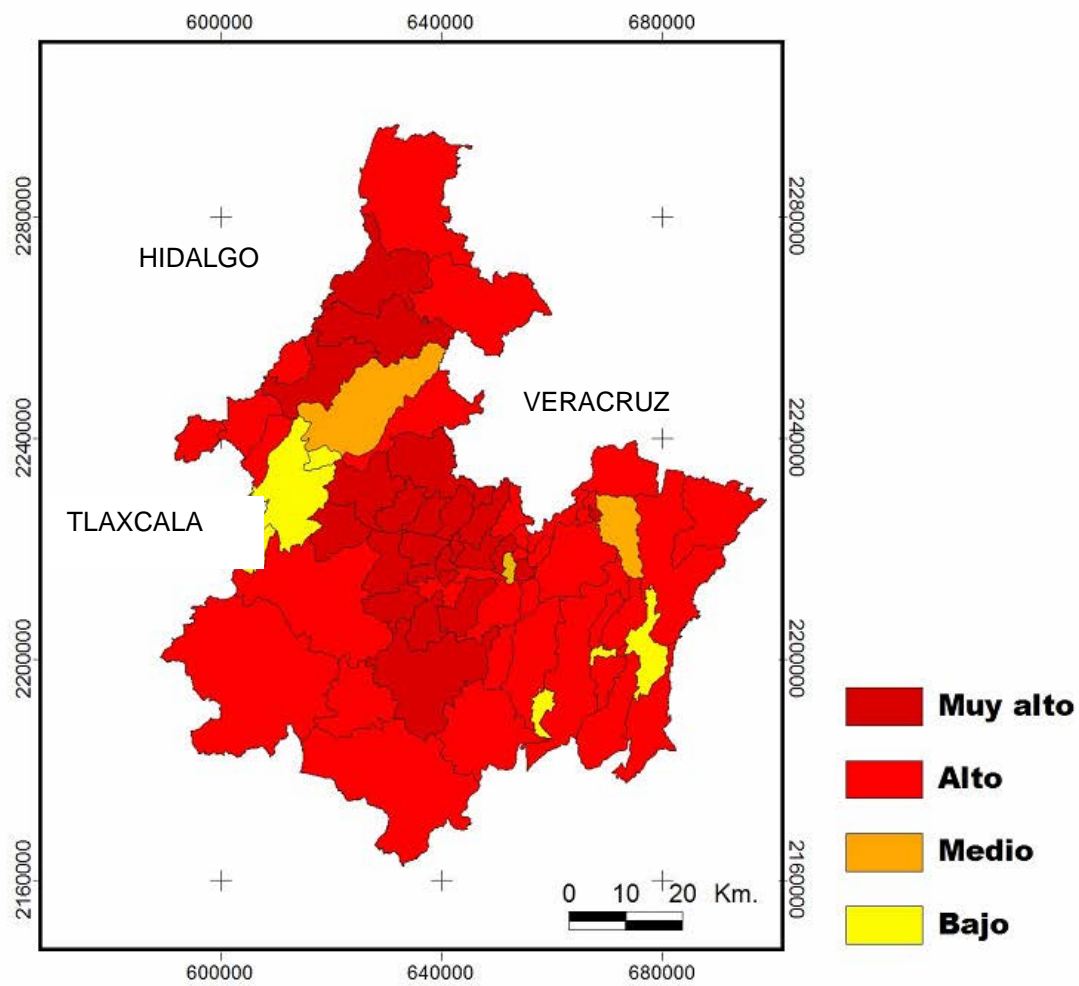 600000 640000 680000
2280000 2280000
HIDALGO
VERACRUZ
2240000 2240000
TLAXCALA
2200000 2200000
Muy alto
Alto
Medio
2160000 2160000
0 10 20 Km.
Bajo
600000 640000 680000